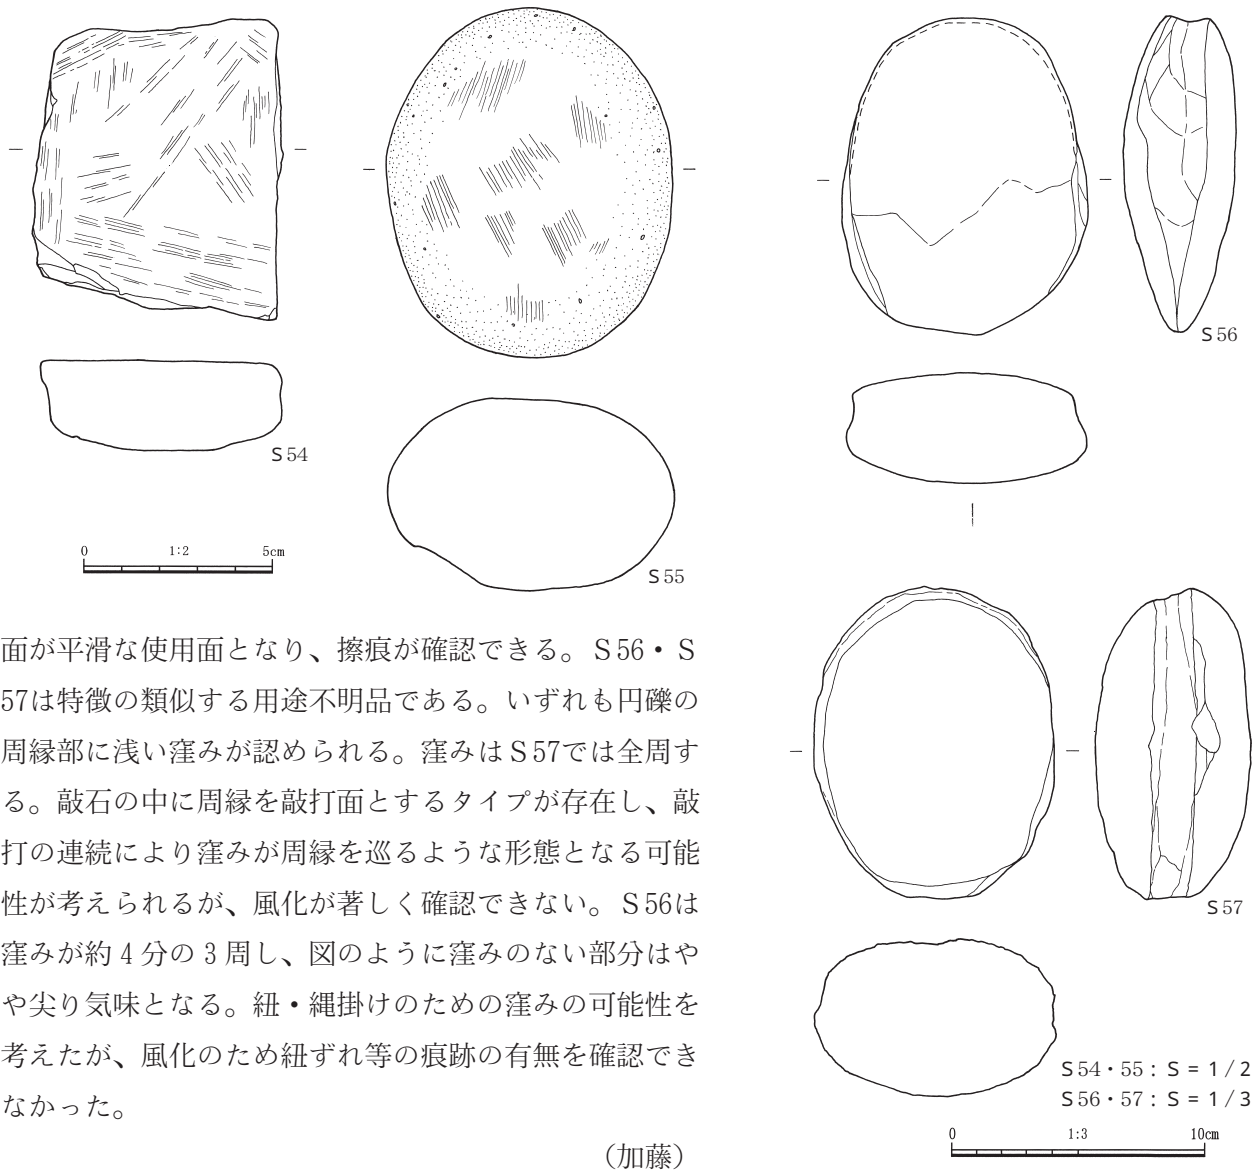 S54
S55
S56
S57
0 1:2 5cm
面が平滑な使用面となり、擦痕が確認できる。S56・S
57は特徴の類似する用途不明品である。いずれも円礫の
周縁部に浅い窪みが認められる。窪みはS57では全周す
る。敲石の中に周縁を敲打面とするタイプが存在し、敲
打の連続により窪みが周縁を巡るような形態となる可能
性が考えられるが、風化が著しく確認できない。S56は
窪みが約4分の3周し、図のように窪みのない部分はや
や尖り気味となる。紐・縄掛けのための窪みの可能性を
考えたが、風化のため紐ずれ等の痕跡の有無を確認でき
なかった。
（加藤）
S54・55：S = 1/2
S56・57：S = 1/3
0 1:3 10cm